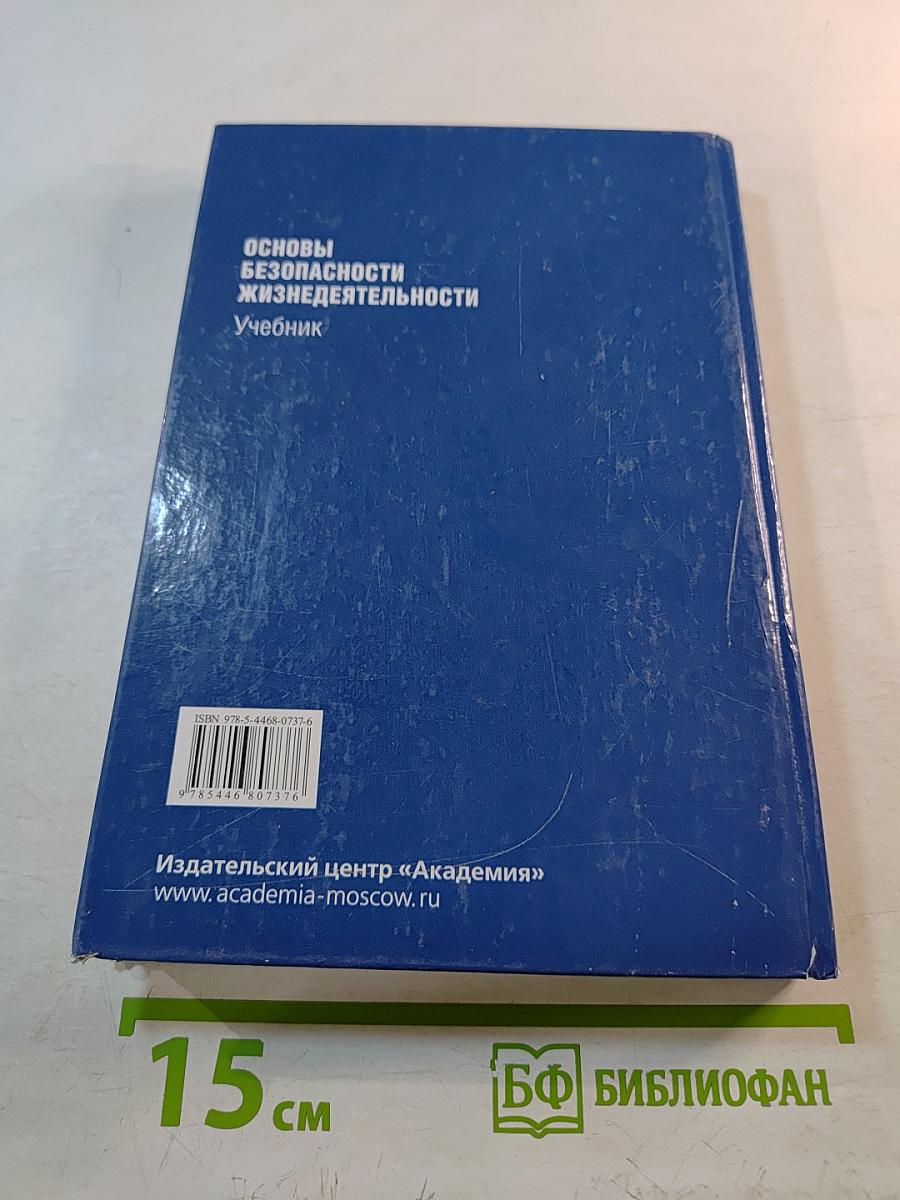 ОСНОВЫ
БЕЗОПАСНОСТИ
ЖИЗНЕДЕЯТЕЛЬНОСТИ
Учебник
ISBN 978-5-4468-0737-6
9 785446 807376
Издательский центр «Академия»
www.academia-moscow.ru
15 см
БФ БИБЛИОФАН